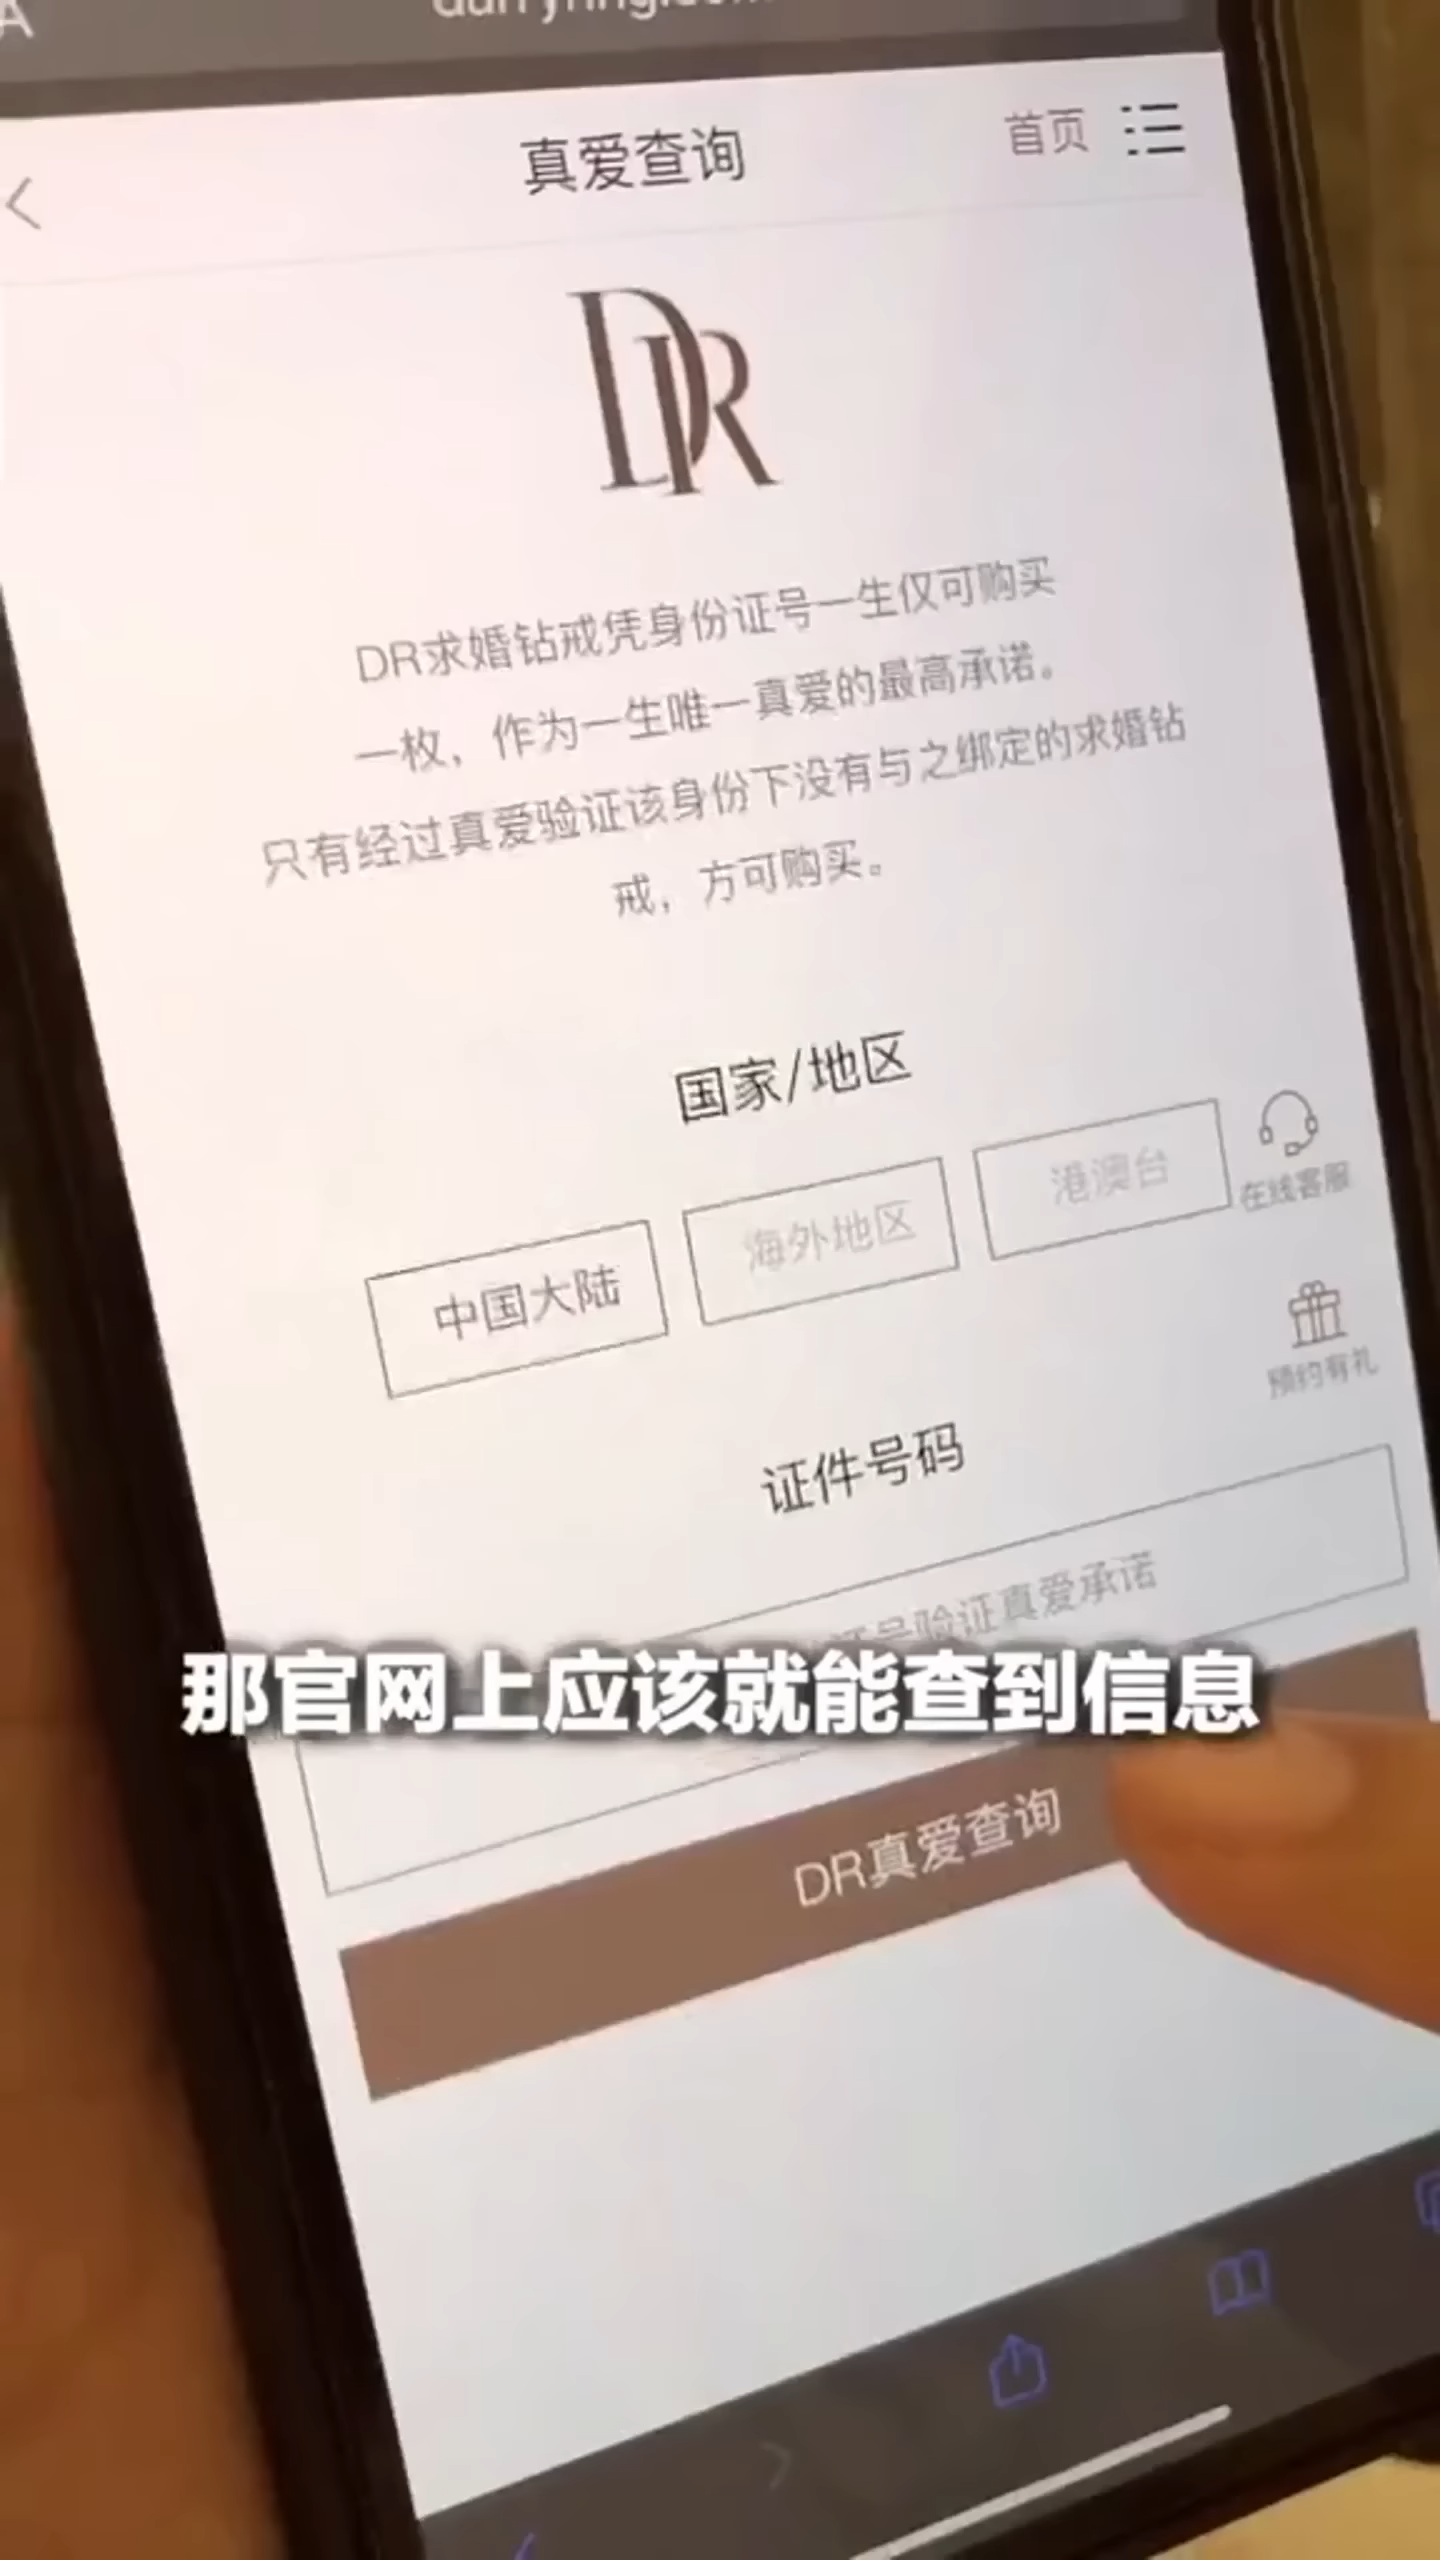 A
darryring.com
真爱查询
首页
DR
DR求婚钻戒凭身份证号一生仅可购买
一枚，作为一生唯一真爱的最高承诺。
只有经过真爱验证该身份下没有与之绑定的求婚钻
戒，方可购买。
国家/地区
中国大陆
海外地区
港澳台
在线客服
预约有礼
证件号码
证号验证真爱承诺
那官网上应该就能查到信息
DR真爱查询